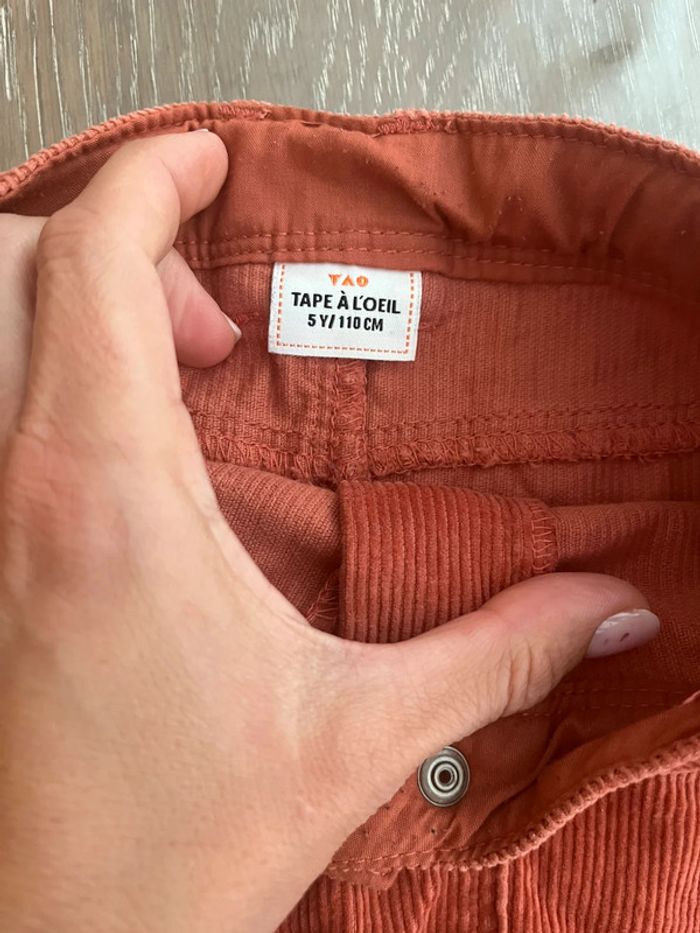 TAO
TAPE À L'OEIL
5 Y/ 110 CM